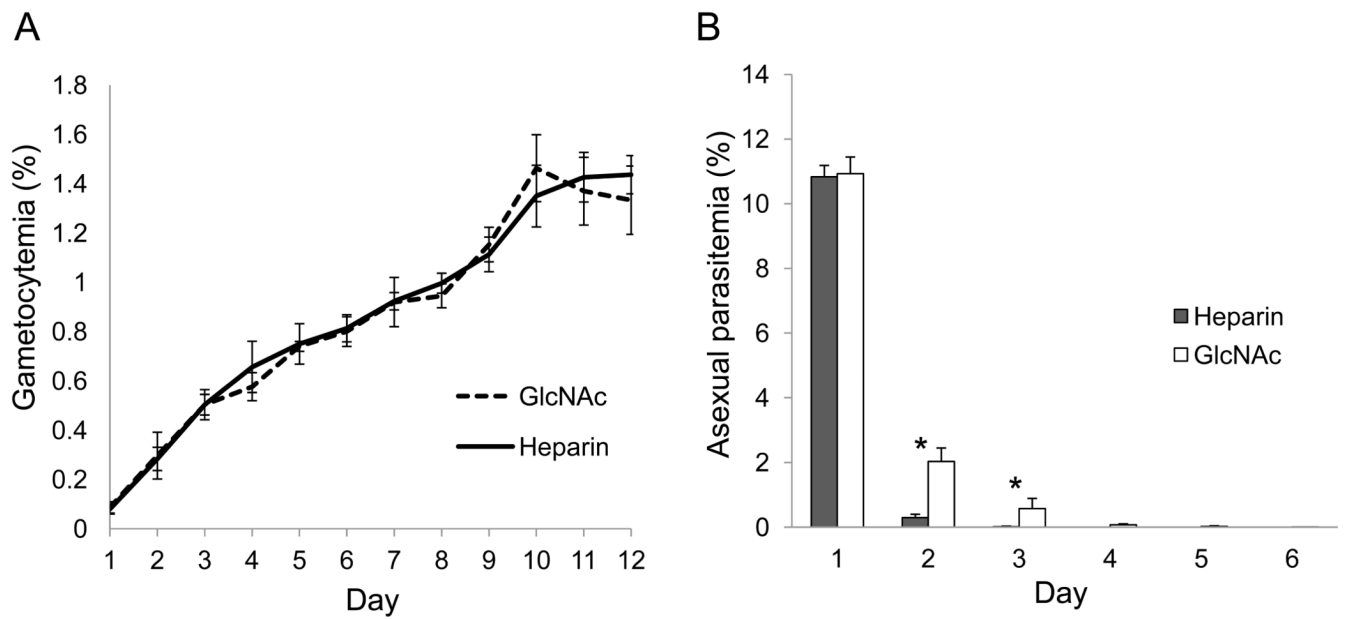 A
Gametocytemia (%)
1.8
1.6
1.4
1.2
1
0.8
0.6
0.4
0.2
0
1 2 3 4 5 6 7 8 9 10 11 12
Day
GlcNAc
Heparin
B
Asexual parasitemia (%)
14
12
10
8
6
4
2
0
* *
1 2 3 4 5 6
Day
Heparin
GlcNAc